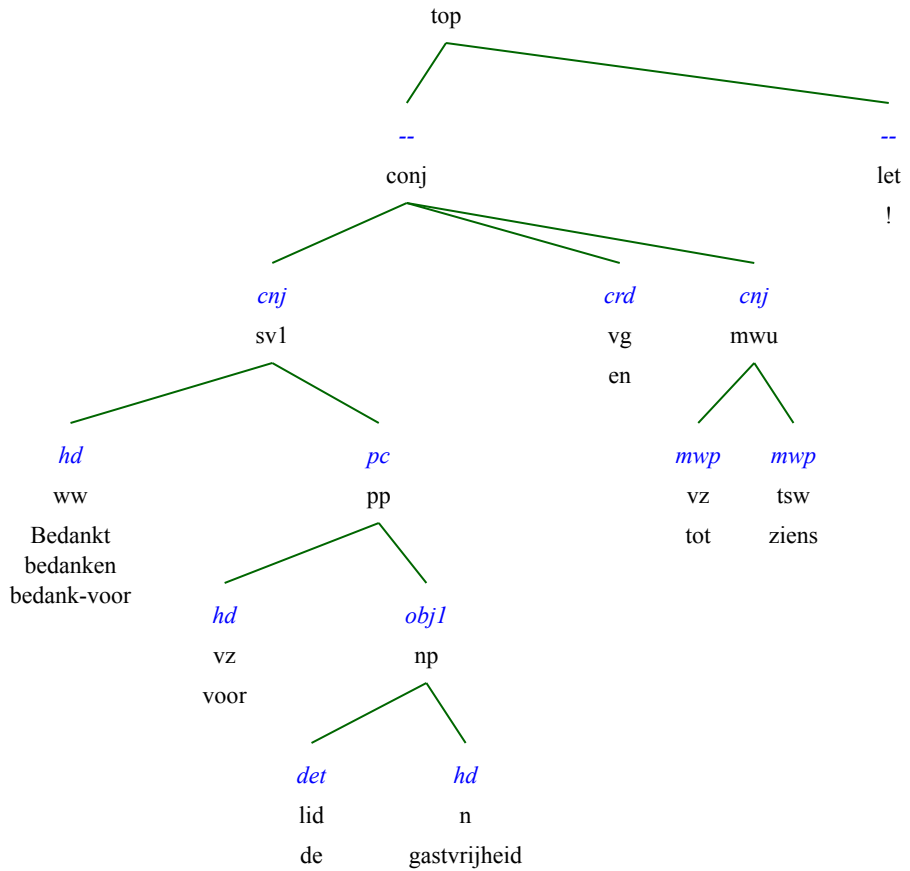 top
-- --
conj let
!
cnj crd cnj
sv1 vg mwu
en
hd pc mwp mwp
ww pp vz tsw
Bedankt tot ziens
bedanken
bedank-voor
hd obj1
vz np
voor
det hd
lid n
de gastvrijheid